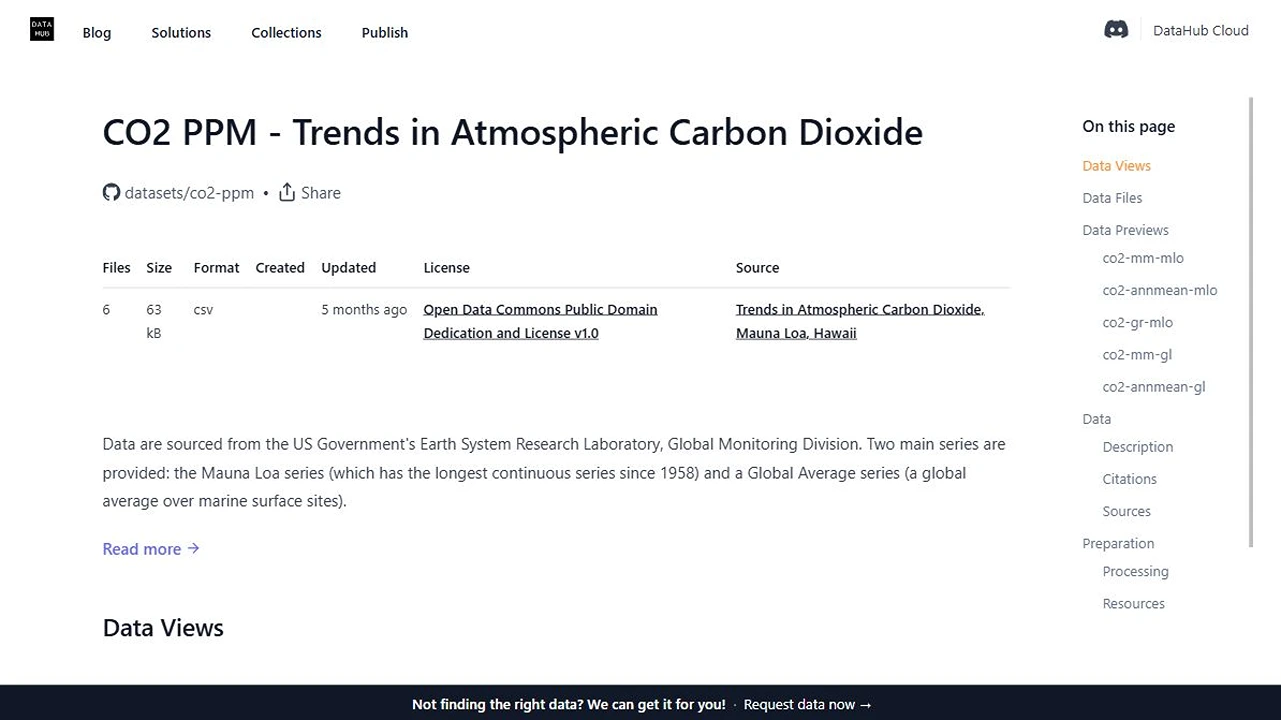 DATA
HUB
Blog
Solutions
Collections
Publish
DataHub Cloud
CO2 PPM - Trends in Atmospheric Carbon Dioxide
datasets/co2-ppm • Share
Files Size Format Created Updated License Source
6 63 kB csv 5 months ago Open Data Commons Public Domain Dedication and License v1.0 Trends in Atmospheric Carbon Dioxide, Mauna Loa, Hawaii
Data are sourced from the US Government's Earth System Research Laboratory, Global Monitoring Division. Two main series are
provided: the Mauna Loa series (which has the longest continuous series since 1958) and a Global Average series (a global
average over marine surface sites).
Read more →
Data Views
On this page
Data Views
Data Files
Data Previews
co2-mm-mlo
co2-annmean-mlo
co2-gr-mlo
co2-mm-gl
co2-annmean-gl
Data
Description
Citations
Sources
Preparation
Processing
Resources
Not finding the right data? We can get it for you! · Request data now →